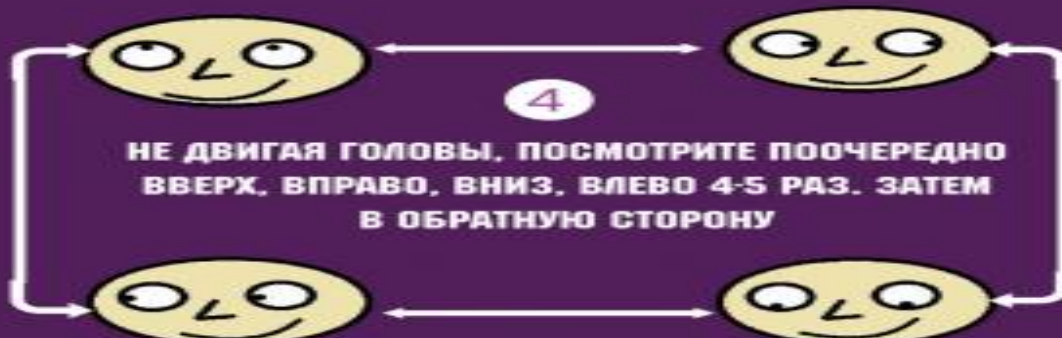 4
НЕ ДВИГАЯ ГОЛОВЫ, ПОСМОТРИТЕ ПООЧЕРЕДНО
ВВЕРХ, ВПРАВО, ВНИЗ, ВЛЕВО 4-5 РАЗ. ЗАТЕМ
В ОБРАТНУЮ СТОРОНУ